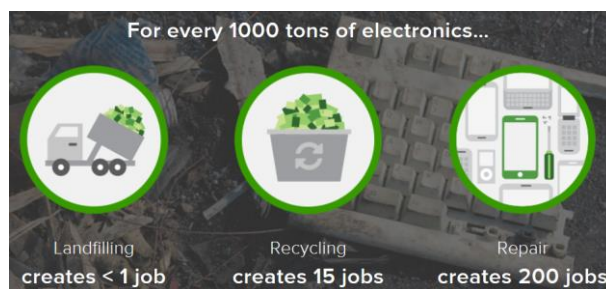 For every 1000 tons of electronics...
Landfilling
creates < 1 job
Recycling
creates 15 jobs
Repair
creates 200 jobs